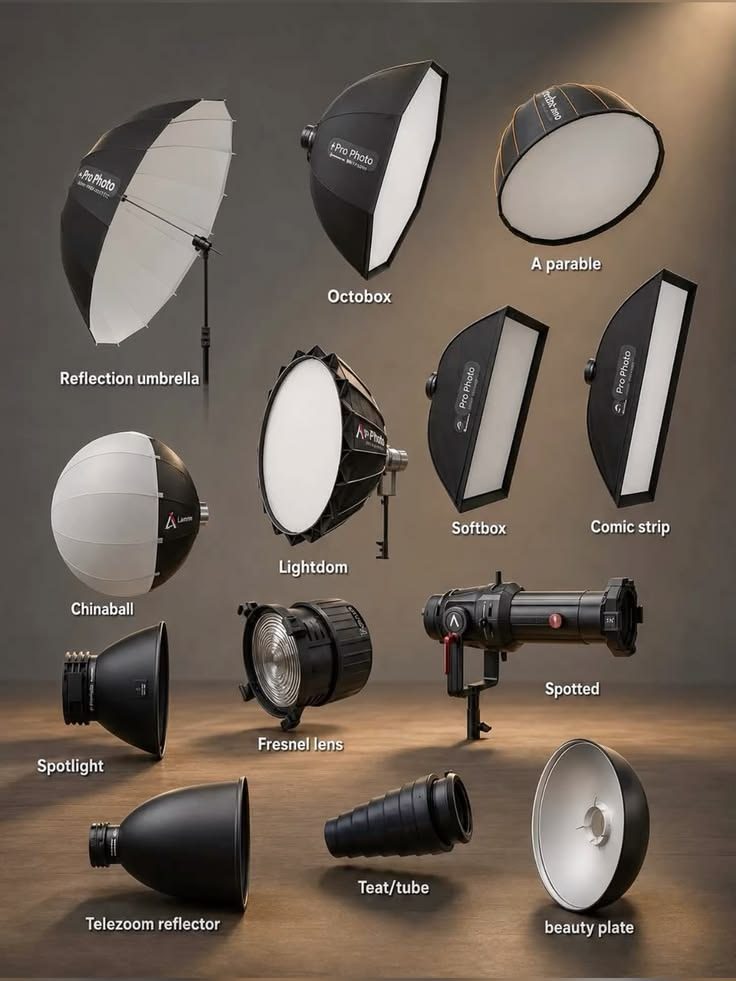 Pro Photo
Pro Photo
Reflection umbrella
Octobox
A parable
Pro Photo
Pro Photo
Photo
Lightdom
Softbox
Comic strip
Chinaball
Spotlight
Fresnel lens
Spotted
Telezoom reflector
Teat/tube
beauty plate